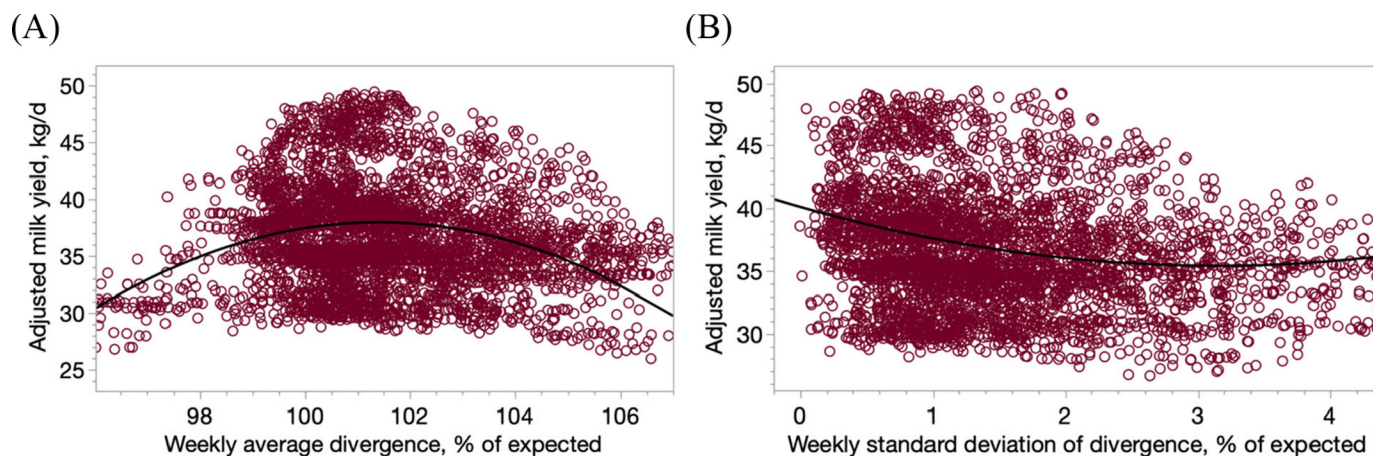 (A)
Adjusted milk yield, kg/d
50
45
40
35
30
25
98 100 102 104 106
Weekly average divergence, % of expected
(B)
Adjusted milk yield, kg/d
50
45
40
35
30
0 1 2 3 4
Weekly standard deviation of divergence, % of expected